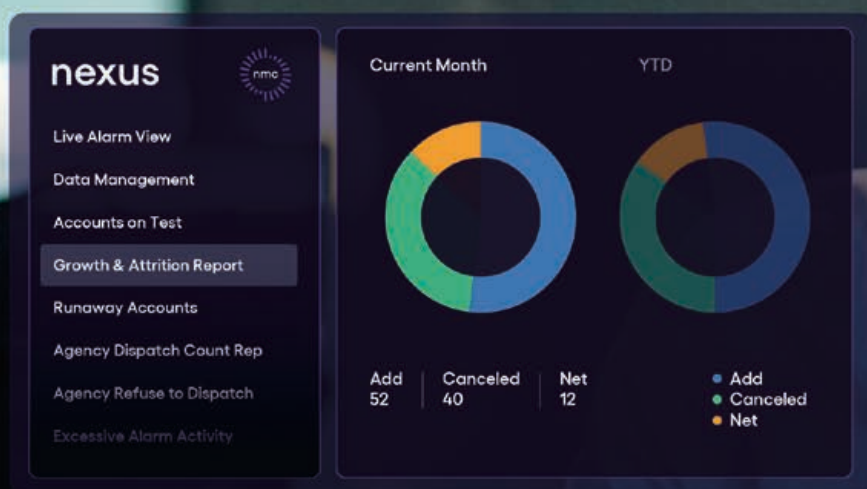 nexus
nmc
Live Alarm View
Data Management
Accounts on Test
Growth & Attrition Report
Runaway Accounts
Agency Dispatch Count Rep
Agency Refuse to Dispatch
Excessive Alarm Activity
Current Month
YTD
Add
Canceled
Net
52
40
12
Add
Canceled
Net